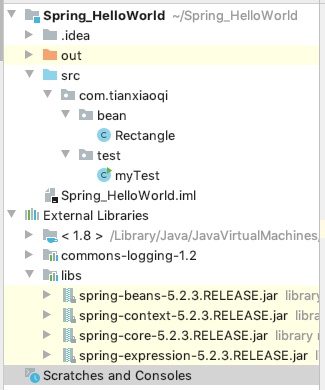 Spring_HelloWorld ~/Spring_HelloWorld
.idea
out
src
com.tianxiaoqi
bean
Rectangle
test
myTest
Spring_HelloWorld.iml
External Libraries
< 1.8 > /Library/Java/JavaVirtualMachines/
commons-logging-1.2
libs
spring-beans-5.2.3.RELEASE.jar library
spring-context-5.2.3.RELEASE.jar library
spring-core-5.2.3.RELEASE.jar library
spring-expression-5.2.3.RELEASE.jar library
Scratches and Consoles